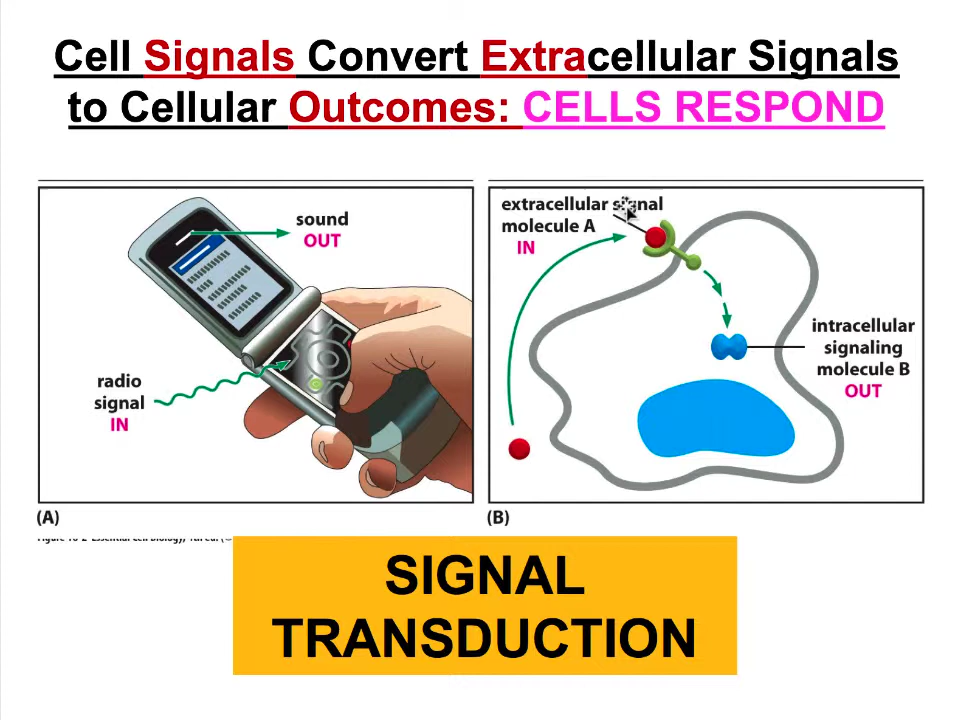 Cell Signals Convert Extracellular Signals
to Cellular Outcomes: CELLS RESPOND
sound
OUT
radio
signal
IN
(A)
extracellular signal
molecule A
IN
intracellular
signaling
molecule B
OUT
(B)
SIGNAL
TRANSDUCTION